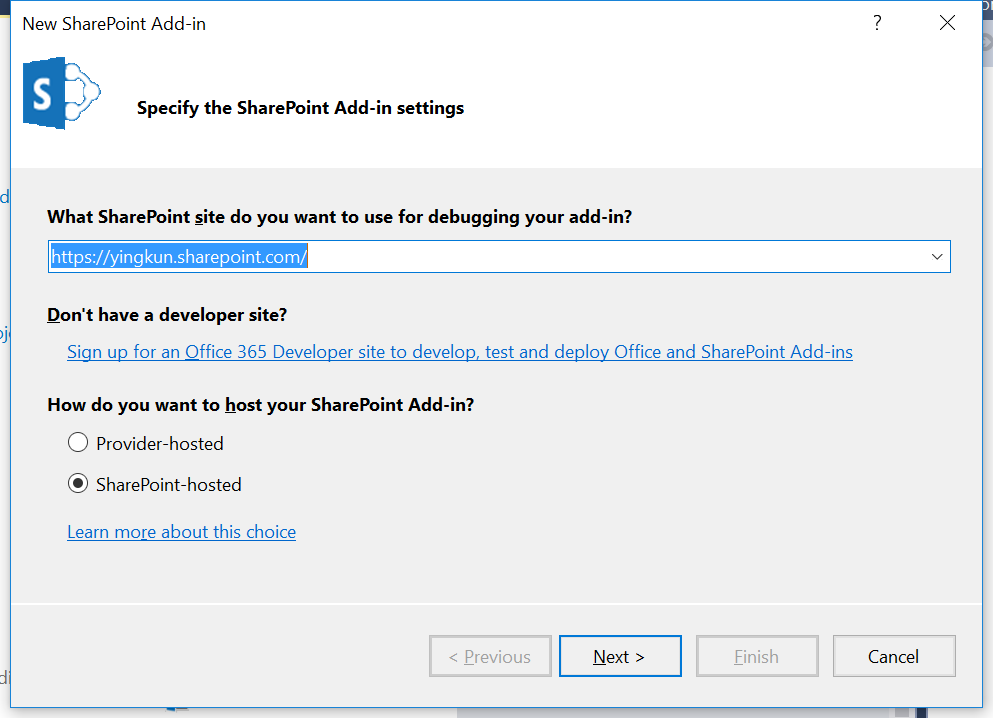 New SharePoint Add-in
?
S
Specify the SharePoint Add-in settings
What SharePoint site do you want to use for debugging your add-in?
https://yingkun.sharepoint.com/
Don't have a developer site?
Sign up for an Office 365 Developer site to develop, test and deploy Office and SharePoint Add-ins
How do you want to host your SharePoint Add-in?
Provider-hosted
SharePoint-hosted
Learn more about this choice
< Previous
Next >
Finish
Cancel